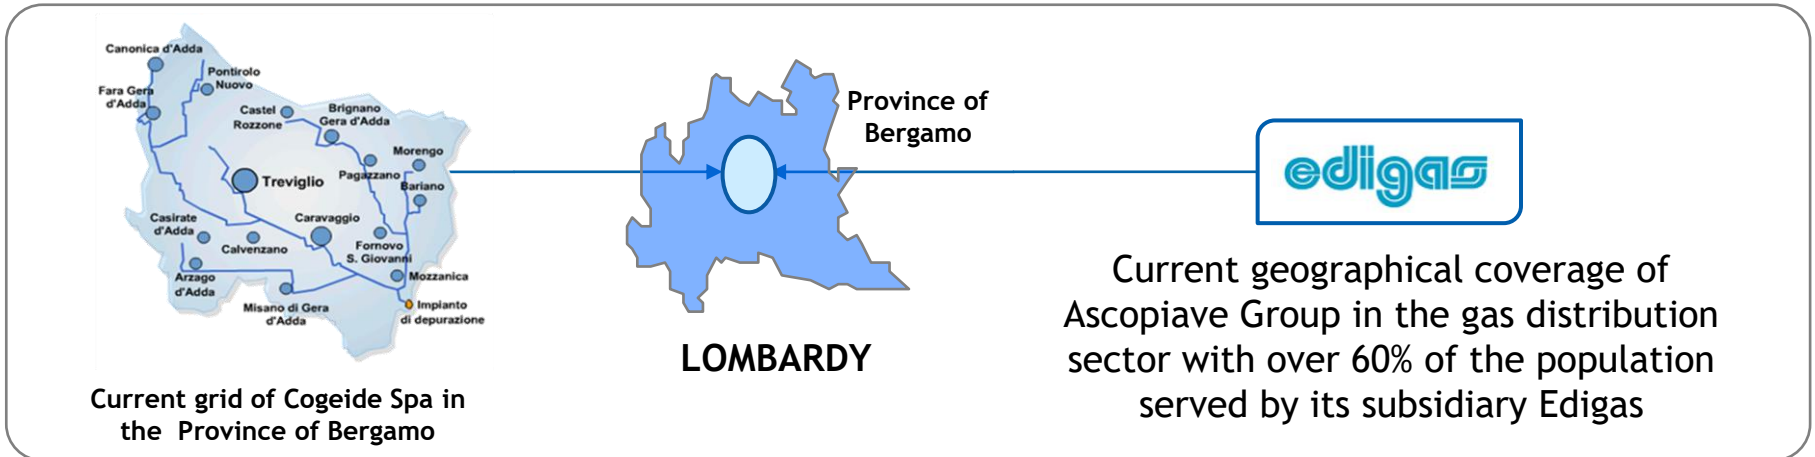 Canonica d'Adda
Pontirolo
Nuovo
Fara Gera
d'Adda
Castel
Rozzone
Brignano
Gera d'Adda
Morengo
Treviglio
Pagazzano
Bariano
Casirate
d'Adda
Caravaggio
Calvenzano
Fornovo
S. Giovanni
Arzago
d'Adda
Mozzanica
Misano di Gera
d'Adda
Impianto
di depurazione
Current grid of Cogeide Spa in
the Province of Bergamo
Province of
Bergamo
LOMBARDY
edigas
Current geographical coverage of
Ascopiave Group in the gas distribution
sector with over 60% of the population
served by its subsidiary Edigas